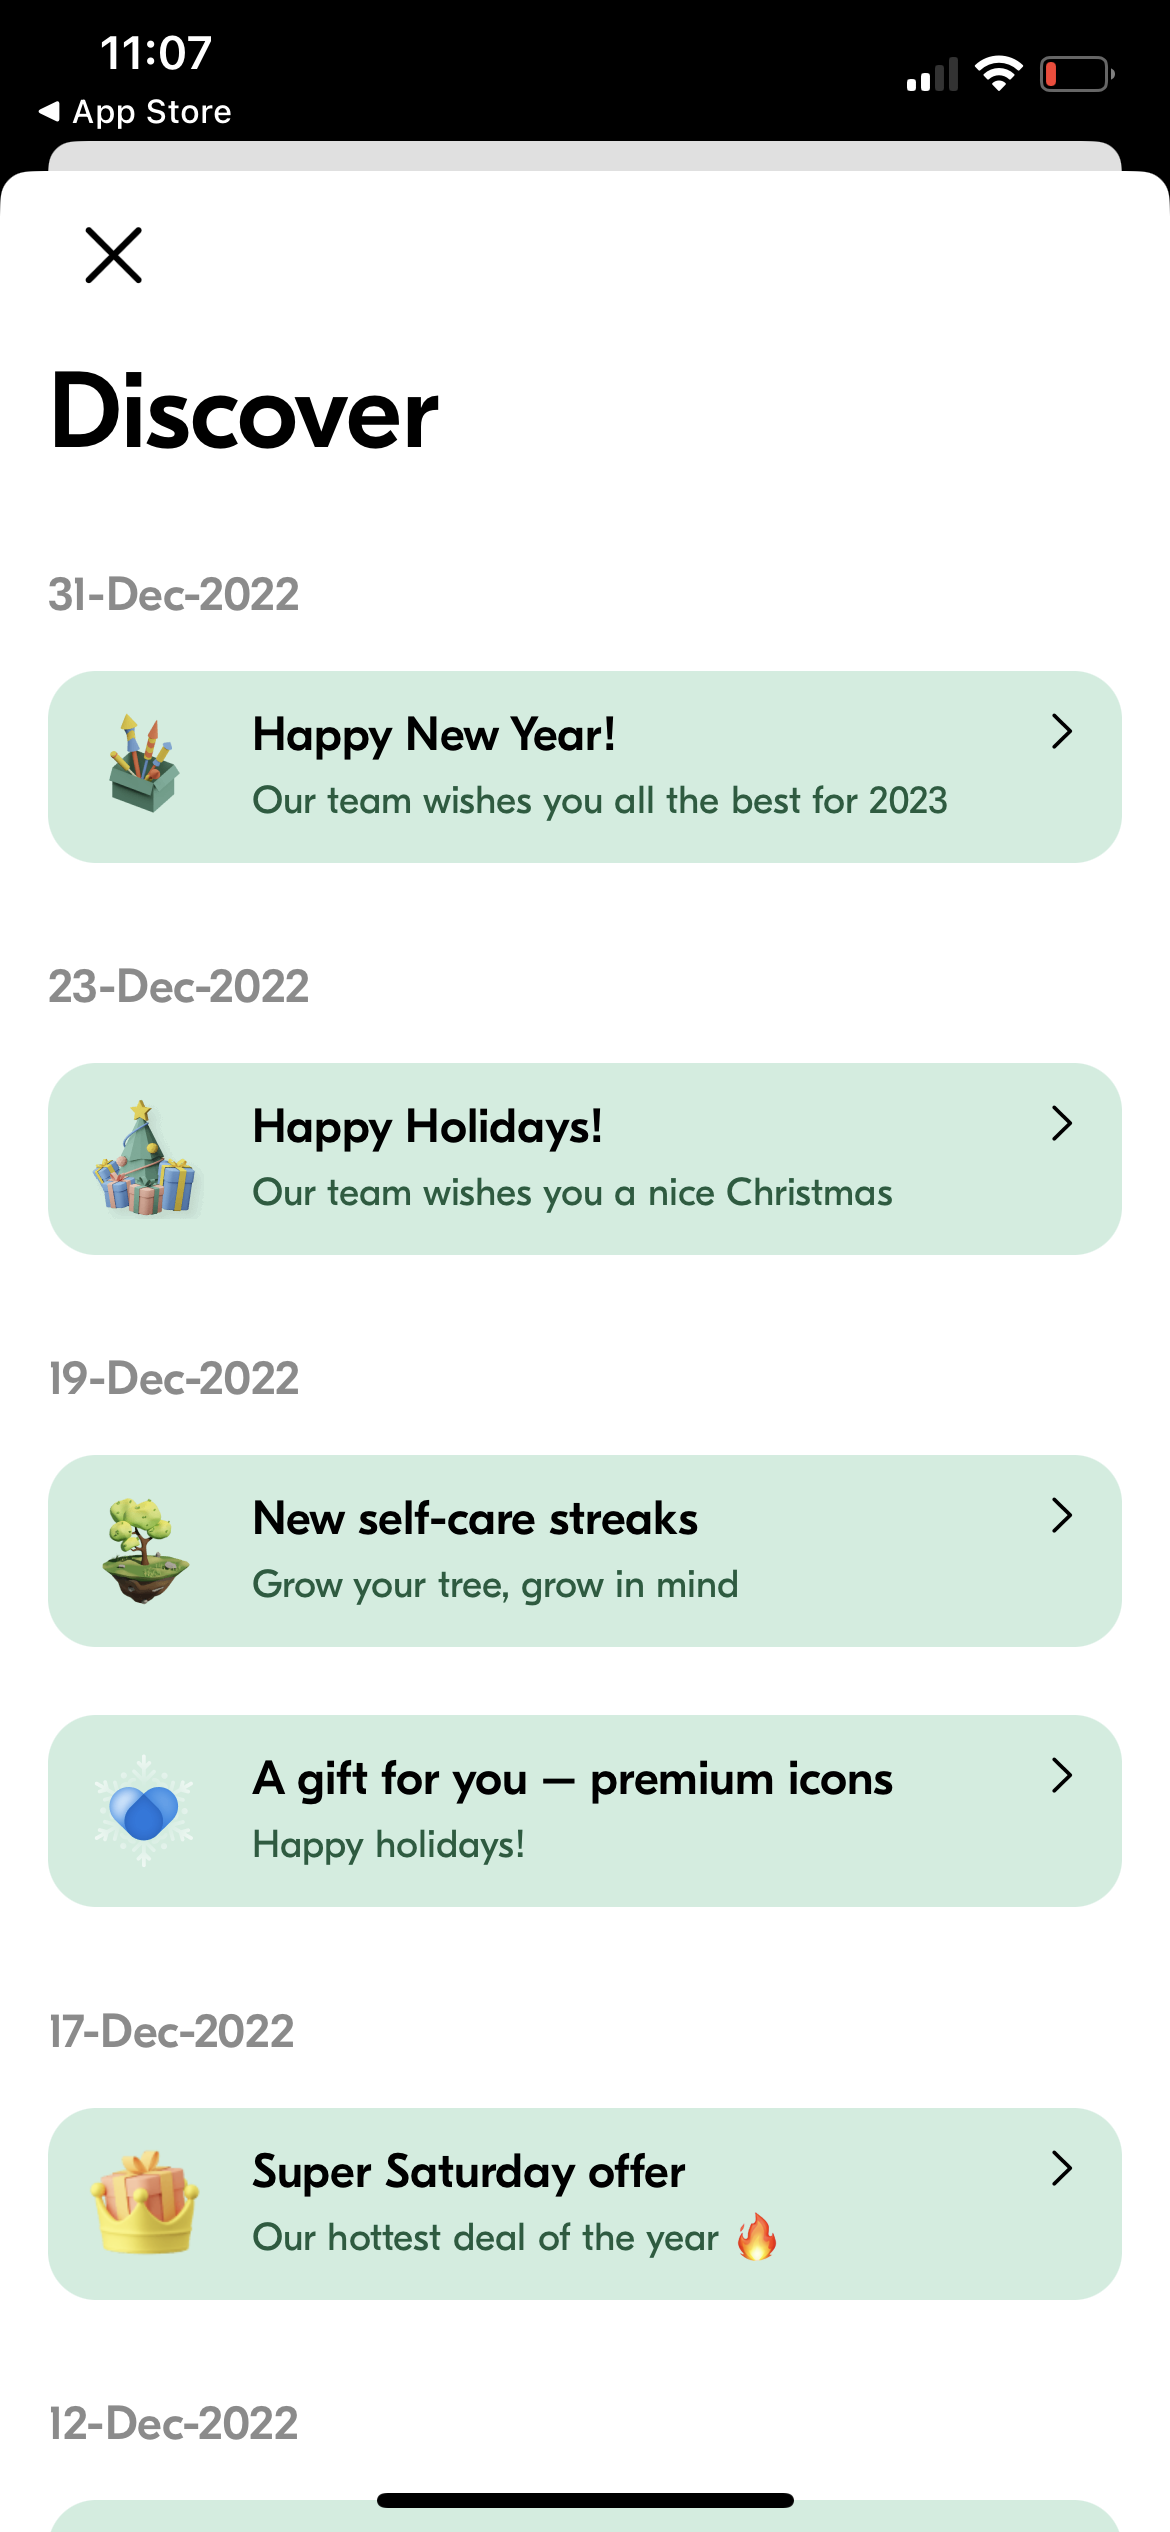 11:07
◀ App Store
Discover
31-Dec-2022
Happy New Year!
Our team wishes you all the best for 2023
23-Dec-2022
Happy Holidays!
Our team wishes you a nice Christmas
19-Dec-2022
New self-care streaks
Grow your tree, grow in mind
A gift for you – premium icons
Happy holidays!
17-Dec-2022
Super Saturday offer
Our hottest deal of the year 🔥
12-Dec-2022